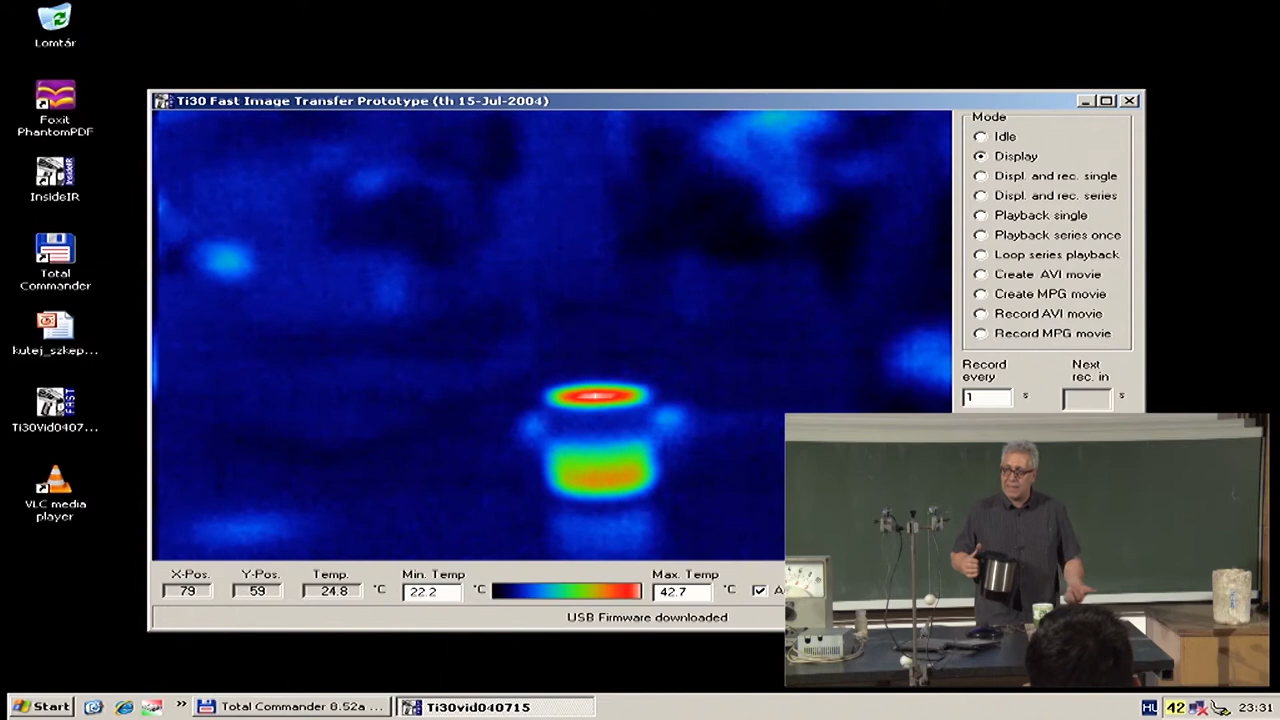 Lomtár
Foxit
PhantomPDF
InsideIR
Total
Commander
kutej_szkep...
Ti30Vid0407...
VLC media
player
Ti30 Fast Image Transfer Prototype (th 15-Jul-2004)
Mode
Idle
Display
Displ. and rec. single
Displ. and rec. series
Playback single
Playback series once
Loop series playback
Create AVI movie
Create MPG movie
Record AVI movie
Record MPG movie
Record
every
Next
rec. in
1 s
s
X-Pos. Y-Pos. Temp. Min. Temp Max. Temp
79 59 24.8 °C 22.2 °C 42.7 °C A
USB Firmware downloaded
Start » Total Commander 8.52a ... Ti30vid040715 HU 42 23:31